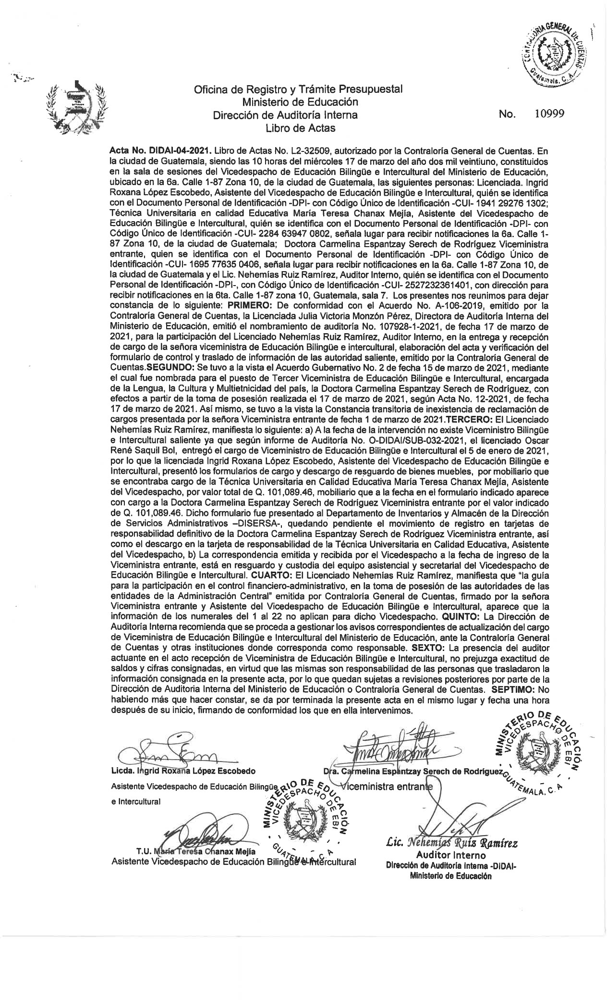 CONTRALORIA GENERAL DE CUENTAS
Guatemala, C. A.
Oficina de Registro y Trámite Presupuestal
Ministerio de Educación
Dirección de Auditoría Interna
Libro de Actas
No. 10999
Acta No. DIDAI-04-2021. Libro de Actas No. L2-32509, autorizado por la Contraloría General de Cuentas. En
la ciudad de Guatemala, siendo las 10 horas del miércoles 17 de marzo del año dos mil veintiuno, constituidos
en la sala de sesiones del Vicedespacho de Educación Bilingüe e Intercultural del Ministerio de Educación,
ubicado en la 6a. Calle 1-87 Zona 10, de la ciudad de Guatemala, las siguientes personas: Licenciada. Ingrid
Roxana López Escobedo, Asistente del Vicedespacho de Educación Bilingüe e Intercultural, quién se identifica
con el Documento Personal de Identificación -DPI- con Código Único de Identificación -CUI- 1941 29276 1302;
Técnica Universitaria en calidad Educativa María Teresa Chanax Mejía, Asistente del Vicedespacho de
Educación Bilingüe e Intercultural, quién se identifica con el Documento Personal de Identificación -DPI- con
Código Único de Identificación -CUI- 2284 63947 0802, señala lugar para recibir notificaciones la 6a. Calle 1-
87 Zona 10, de la ciudad de Guatemala; Doctora Carmelina Espantzay Serech de Rodríguez Viceministra
entrante, quien se identifica con el Documento Personal de Identificación -DPI- con Código Único de
Identificación -CUI- 1695 77635 0406, señala lugar para recibir notificaciones en la 6a. Calle 1-87 Zona 10, de
la ciudad de Guatemala y el Lic. Nehemías Ruiz Ramírez, Auditor Interno, quién se identifica con el Documento
Personal de Identificación -DPI-, con Código Único de Identificación -CUI- 2527232361401, con dirección para
recibir notificaciones en la 6ta. Calle 1-87 zona 10, Guatemala, sala 7. Los presentes nos reunimos para dejar
constancia de lo siguiente: PRIMERO: De conformidad con el Acuerdo No. A-106-2019, emitido por la
Contraloría General de Cuentas, la Licenciada Julia Victoria Monzón Pérez, Directora de Auditoría Interna del
Ministerio de Educación, emitió el nombramiento de auditoría No. 107928-1-2021, de fecha 17 de marzo de
2021, para la participación del Licenciado Nehemías Ruiz Ramírez, Auditor Interno, en la entrega y recepción
de cargo de la señora viceministra de Educación Bilingüe e intercultural, elaboración del acta y verificación del
formulario de control y traslado de información de las autoridad saliente, emitido por la Contraloría General de
Cuentas.SEGUNDO: Se tuvo a la vista el Acuerdo Gubernativo No. 2 de fecha 15 de marzo de 2021, mediante
el cual fue nombrada para el puesto de Tercer Viceministra de Educación Bilingüe e Intercultural, encargada
de la Lengua, la Cultura y Multietnicidad del país, la Doctora Carmelina Espantzay Serech de Rodríguez, con
efectos a partir de la toma de posesión realizada el 17 de marzo de 2021, según Acta No. 12-2021, de fecha
17 de marzo de 2021. Así mismo, se tuvo a la vista la Constancia transitoria de inexistencia de reclamación de
cargos presentada por la señora Viceministra entrante de fecha 1 de marzo de 2021.TERCERO: El Licenciado
Nehemías Ruiz Ramírez, manifiesta lo siguiente: a) A la fecha de la intervención no existe Viceministro Bilingüe
e Intercultural saliente ya que según informe de Auditoría No. O-DIDAI/SUB-032-2021, el licenciado Oscar
René Saquil Bol, entregó el cargo de Viceministro de Educación Bilingüe e Intercultural el 5 de enero de 2021,
por lo que la licenciada Ingrid Roxana López Escobedo, Asistente del Vicedespacho de Educación Bilingüe e
Intercultural, presentó los formularios de cargo y descargo de resguardo de bienes muebles, por mobiliario que
se encontraba cargo de la Técnica Universitaria en Calidad Educativa María Teresa Chanax Mejía, Asistente
del Vicedespacho, por valor total de Q. 101,089.46, mobiliario que a la fecha en el formulario indicado aparece
con cargo a la Doctora Carmelina Espantzay Serech de Rodríguez Viceministra entrante por el valor indicado
de Q. 101,089.46. Dicho formulario fue presentado al Departamento de Inventarios y Almacén de la Dirección
de Servicios Administrativos –DISERSA-, quedando pendiente el movimiento de registro en tarjetas de
responsabilidad definitivo de la Doctora Carmelina Espantzay Serech de Rodríguez Viceministra entrante, así
como el descargo en la tarjeta de responsabilidad de la Técnica Universitaria en Calidad Educativa, Asistente
del Vicedespacho, b) La correspondencia emitida y recibida por el Vicedespacho a la fecha de ingreso de la
Viceministra entrante, está en resguardo y custodia del equipo asistencial y secretarial del Vicedespacho de
Educación Bilingüe e Intercultural. CUARTO: El Licenciado Nehemías Ruiz Ramírez, manifiesta que “la guía
para la participación en el control financiero-administrativo, en la toma de posesión de las autoridades de las
entidades de la Administración Central” emitida por Contraloría General de Cuentas, firmado por la señora
Viceministra entrante y Asistente del Vicedespacho de Educación Bilingüe e Intercultural, aparece que la
información de los numerales del 1 al 22 no aplican para dicho Vicedespacho. QUINTO: La Dirección de
Auditoría Interna recomienda que se proceda a gestionar los avisos correspondientes de actualización del cargo
de Viceministra de Educación Bilingüe e Intercultural del Ministerio de Educación, ante la Contraloría General
de Cuentas y otras instituciones donde corresponda como responsable. SEXTO: La presencia del auditor
actuante en el acto recepción de Viceministra de Educación Bilingüe e Intercultural, no prejuzga exactitud de
saldos y cifras consignadas, en virtud que las mismas son responsabilidad de las personas que trasladaron la
información consignada en la presente acta, por lo que quedan sujetas a revisiones posteriores por parte de la
Dirección de Auditoria Interna del Ministerio de Educación o Contraloría General de Cuentas. SEPTIMO: No
habiendo más que hacer constar, se da por terminada la presente acta en el mismo lugar y fecha una hora
después de su inicio, firmando de conformidad los que en ella intervenimos.
MINISTERIO DE EDUCACIÓN
VICEDESPACHO DE EBI
GUATEMALA, C. A.
Licda. Ingrid Roxana López Escobedo
Asistente Vicedespacho de Educación Bilingüe
e Intercultural
Dra. Carmelina Espantzay Serech de Rodríguez
Viceministra entrante
MINISTERIO DE EDUCACIÓN
VICEDESPACHO DE EBI
GUATEMALA, C. A
T.U. María Teresa Chanax Mejía
Asistente Vicedespacho de Educación Bilingüe e Intercultural
Lic. Nehemías Ruiz Ramírez
Auditor Interno
Dirección de Auditoría Interna -DIDAI-
Ministerio de Educación